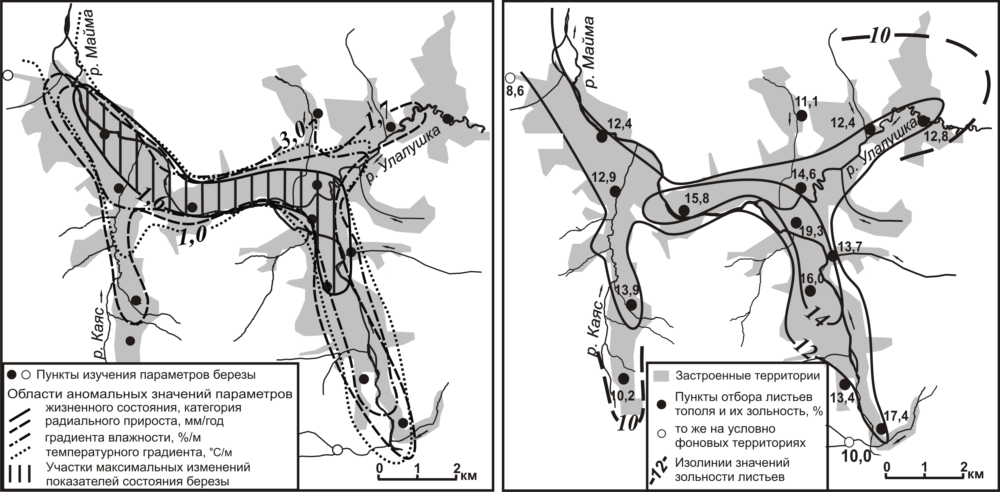 р. Майма
3,0
1,7
р. Улалушка
1,6
1,0
р. Каяс
Пункты изучения параметров березы
Области аномальных значений параметров
жизненного состояния, категория
радиального прироста, мм/год
градиента влажности, %/м
температурного градиента, °С/м
Участки максимальных изменений
показателей состояния березы
0 1 2 км
р. Майма
10
8,6
11,1
12,4
12,4
12,8
р. Улалушка
12,9
14,6
15,8
19,3
13,7
16,0
13,9
14
12
р. Каяс
10,2
10
13,4
17,4
10,0
Застроенные территории
Пункты отбора листьев
тополя и их зольность, %
то же на условно
фоновых территориях
-12-
Изолинии значений
зольности листьев
0 1 2 км